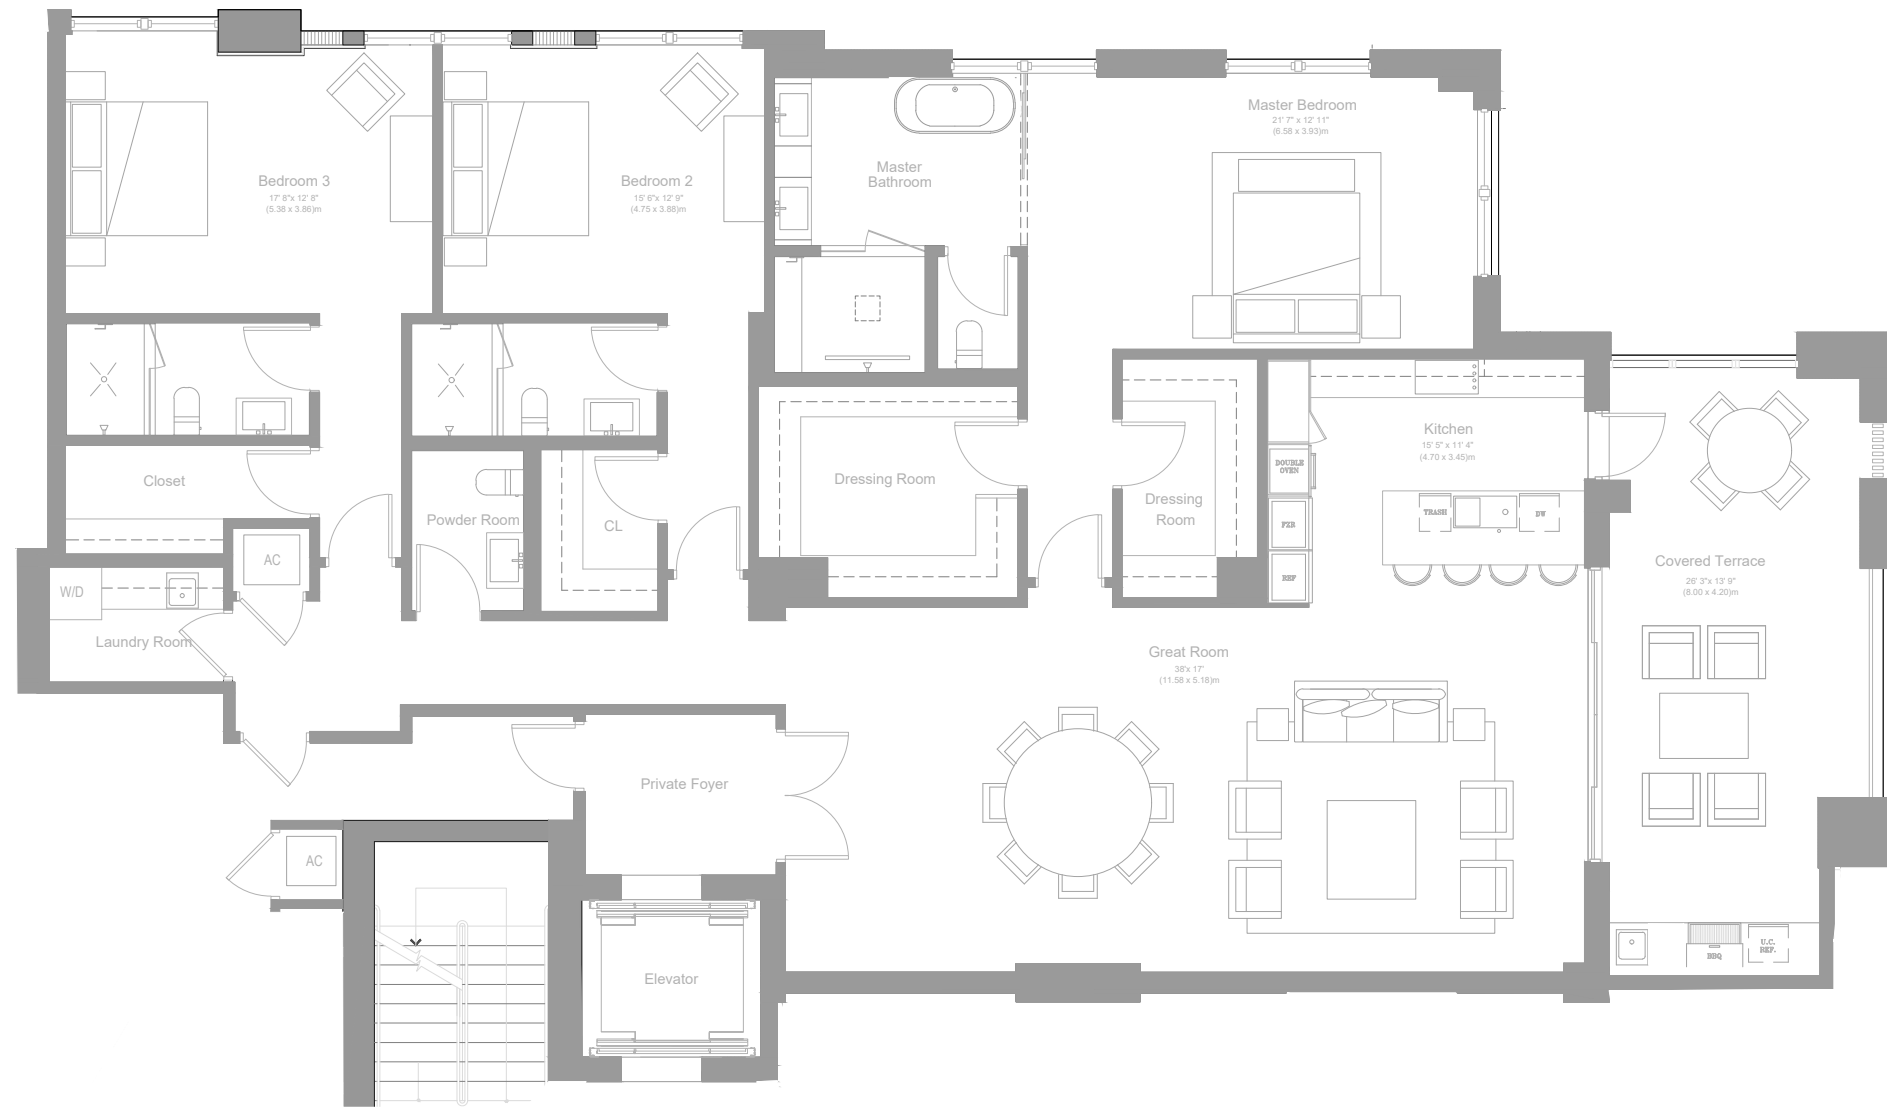 Master Bedroom
21' 7" x 12' 11"
(6.58 x 3.93)m
Master
Bathroom
Bedroom 3
17' 8"x 12' 8"
(5.38 x 3.86)m
Bedroom 2
15' 6"x 12' 9"
(4.75 x 3.88)m
Kitchen
15' 5" x 11' 4"
(4.70 x 3.45)m
DOUBLE
OVEN
FZR
REF
TRASH
DW
Closet
Dressing Room
Dressing
Room
Powder Room
CL
AC
W/D
Laundry Room
Covered Terrace
26' 3"x 13' 9"
(8.00 x 4.20)m
Great Room
38'x 17'
(11.58 x 5.18)m
Private Foyer
AC
Elevator
BBQ
U.C.
REF.